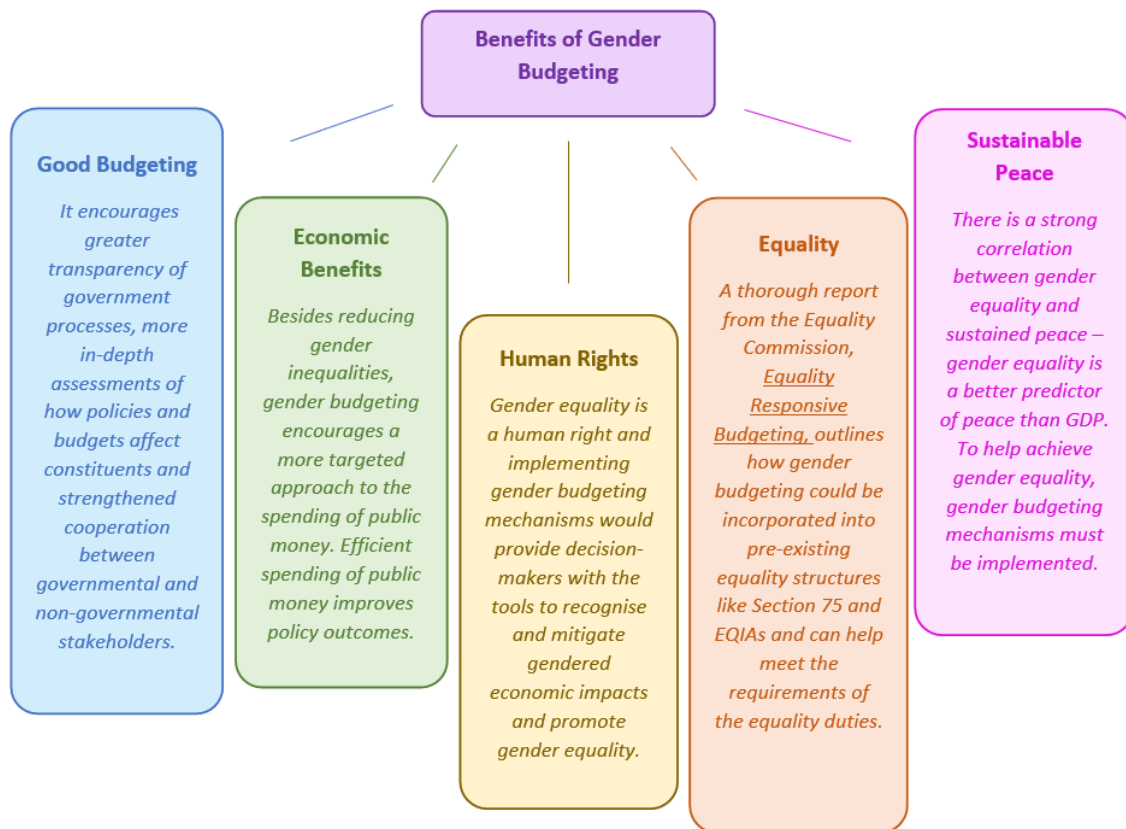 Benefits of Gender
Budgeting
Good Budgeting
It encourages
greater
transparency of
government
processes, more
in-depth
assessments of
how policies and
budgets affect
constituents and
strengthened
cooperation
between
governmental and
non-governmental
stakeholders.
Economic
Benefits
Besides reducing
gender
inequalities,
gender budgeting
encourages a
more targeted
approach to the
spending of public
money. Efficient
spending of public
money improves
policy outcomes.
Human Rights
Gender equality is
a human right and
implementing
gender budgeting
mechanisms would
provide decision-
makers with the
tools to recognise
and mitigate
gendered
economic impacts
and promote
gender equality.
Equality
A thorough report
from the Equality
Commission,
Equality
Responsive
Budgeting, outlines
how gender
budgeting could be
incorporated into
pre-existing
equality structures
like Section 75 and
EQIAs and can help
meet the
requirements of
the equality duties.
Sustainable
Peace
There is a strong
correlation
between gender
equality and
sustained peace –
gender equality is
a better predictor
of peace than GDP.
To help achieve
gender equality,
gender budgeting
mechanisms must
be implemented.